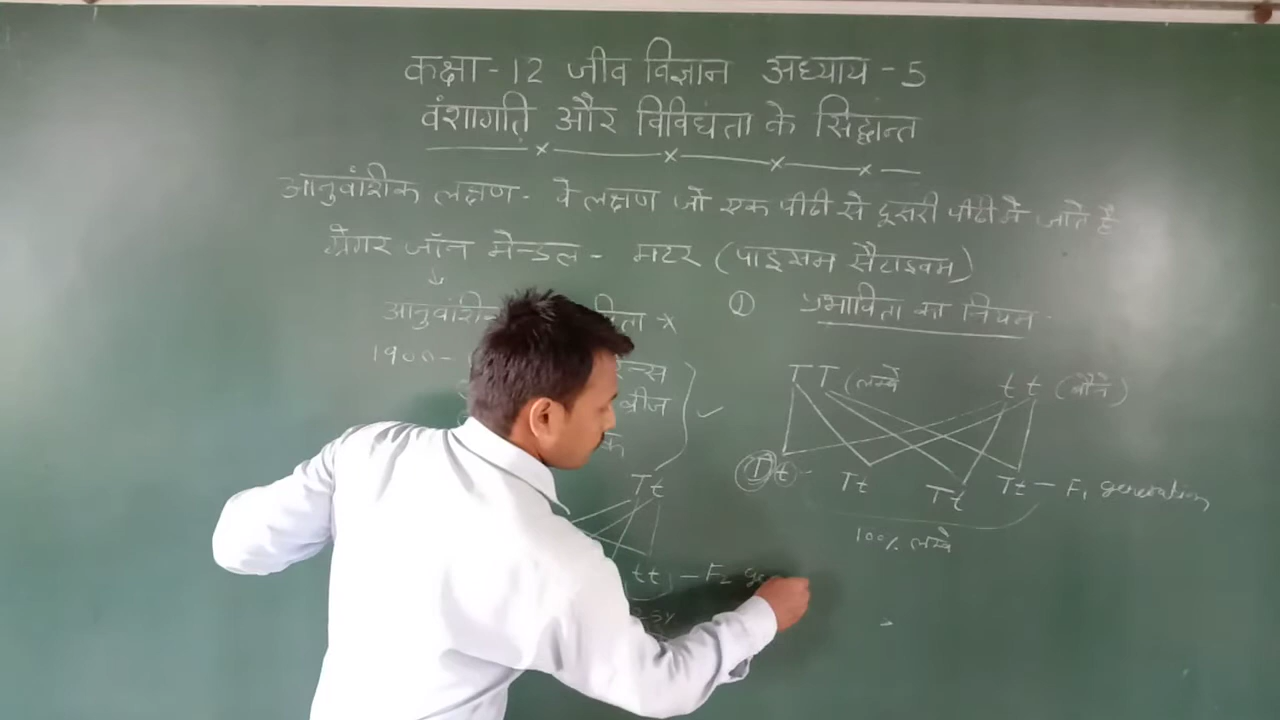 कक्षा - 12 जीव विज्ञान अध्याय - 5
वंशागति और विविधता के सिद्धान्त
आनुवांशिक लक्षण - वे लक्षण जो एक पीढी से दूसरी पीढी में जाते है
ग्रेगर जॉन मेन्डल - मटर (पाइसम सैटाइवम)
① प्रभाविता का नियम -
1900 -
TT (लम्बे tt (बौने)
Tt Tt Tt Tt - F₁ generation
100% लम्बे
Tt
tt - F₂